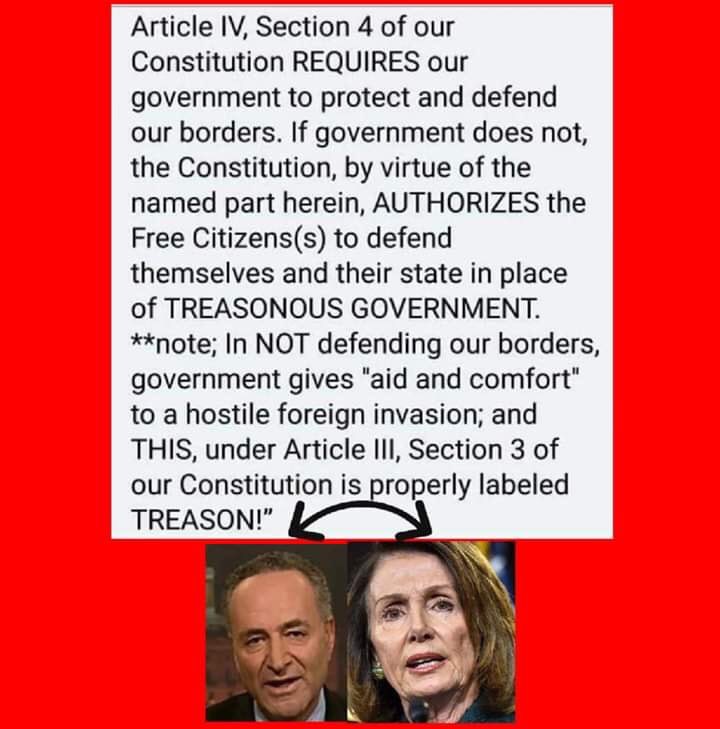 Article IV, Section 4 of our
Constitution REQUIRES our
government to protect and defend
our borders. If government does not,
the Constitution, by virtue of the
named part herein, AUTHORIZES the
Free Citizens(s) to defend
themselves and their state in place
of TREASONOUS GOVERNMENT.
**note; In NOT defending our borders,
government gives "aid and comfort"
to a hostile foreign invasion; and
THIS, under Article III, Section 3 of
our Constitution is properly labeled
TREASON!”